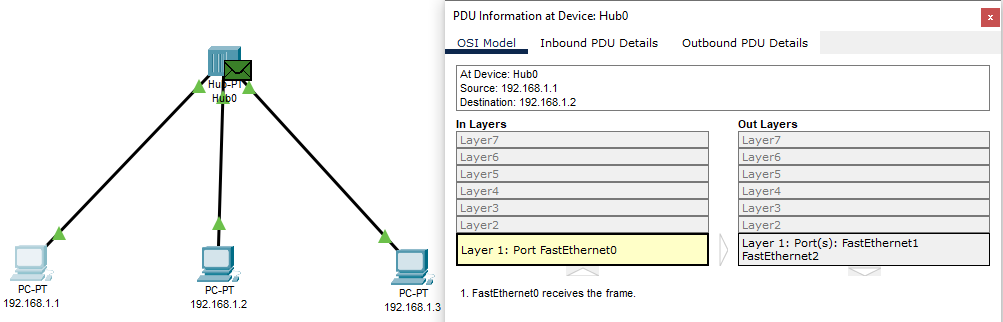 Hub-PT
Hub0
PC-PT
192.168.1.1
PC-PT
192.168.1.2
PC-PT
192.168.1.3
PDU Information at Device: Hub0
x
OSI Model
Inbound PDU Details
Outbound PDU Details
At Device: Hub0
Source: 192.168.1.1
Destination: 192.168.1.2
In Layers
Layer7
Layer6
Layer5
Layer4
Layer3
Layer2
Layer 1: Port FastEthernet0
Out Layers
Layer7
Layer6
Layer5
Layer4
Layer3
Layer2
Layer 1: Port(s): FastEthernet1
FastEthernet2
1. FastEthernet0 receives the frame.